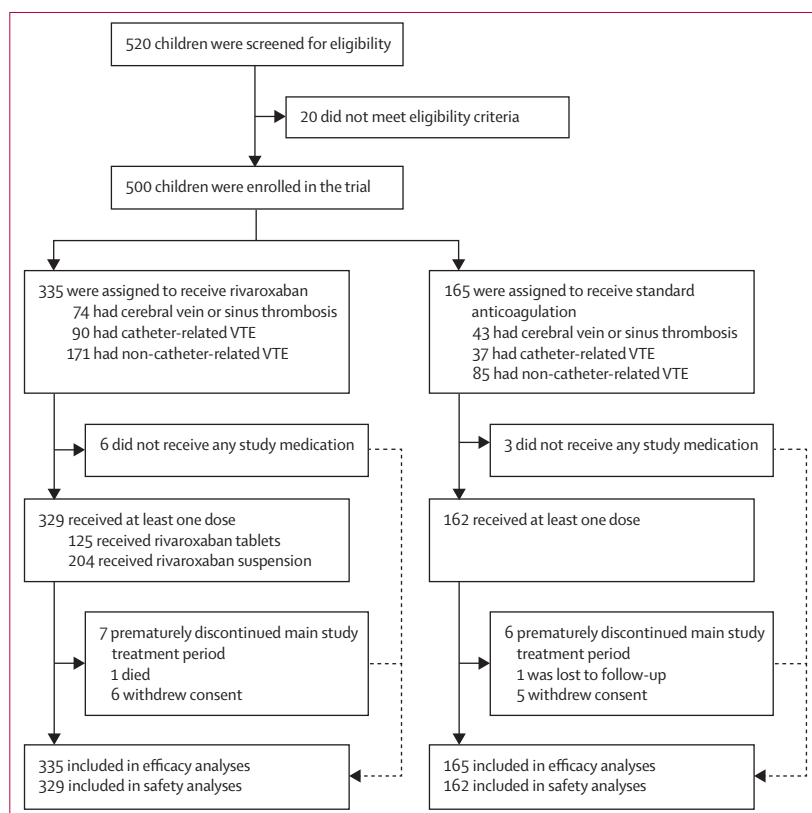 520 children were screened for eligibility
20 did not meet eligibility criteria
500 children were enrolled in the trial
335 were assigned to receive rivaroxaban
74 had cerebral vein or sinus thrombosis
90 had catheter-related VTE
171 had non-catheter-related VTE
165 were assigned to receive standard
anticoagulation
43 had cerebral vein or sinus thrombosis
37 had catheter-related VTE
85 had non-catheter-related VTE
6 did not receive any study medication
3 did not receive any study medication
329 received at least one dose
125 received rivaroxaban tablets
204 received rivaroxaban suspension
162 received at least one dose
7 prematurely discontinued main study
treatment period
1 died
6 withdrew consent
6 prematurely discontinued main study
treatment period
1 was lost to follow-up
5 withdrew consent
335 included in efficacy analyses
329 included in safety analyses
165 included in efficacy analyses
162 included in safety analyses